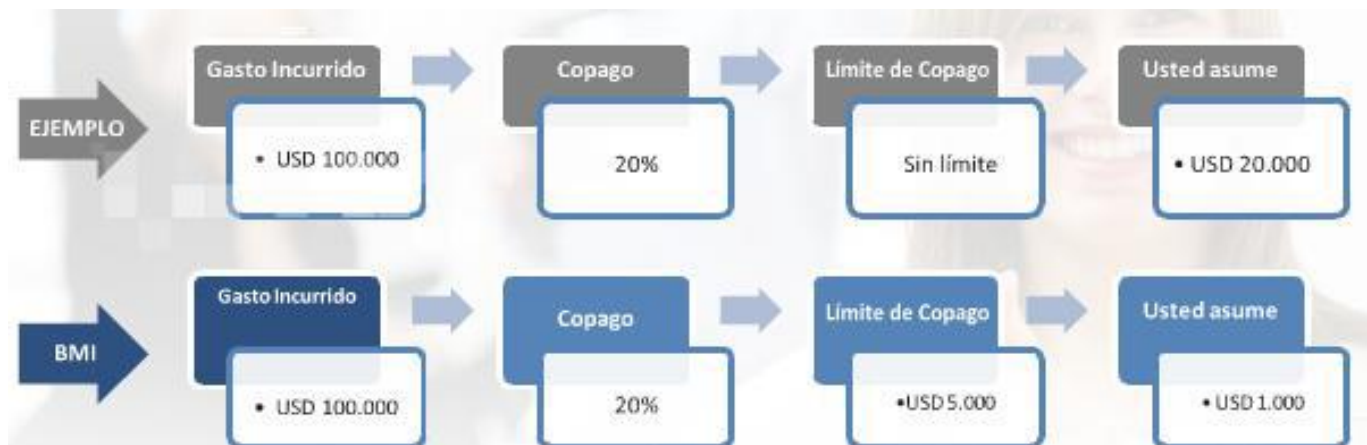 EJEMPLO
Gasto Incurrido
• USD 100.000
Copago
20%
Límite de Copago
Sin límite
Usted asume
• USD 20.000
BMI
Gasto Incurrido
• USD 100.000
Copago
20%
Límite de Copago
•USD 5.000
Usted asume
• USD 1.000